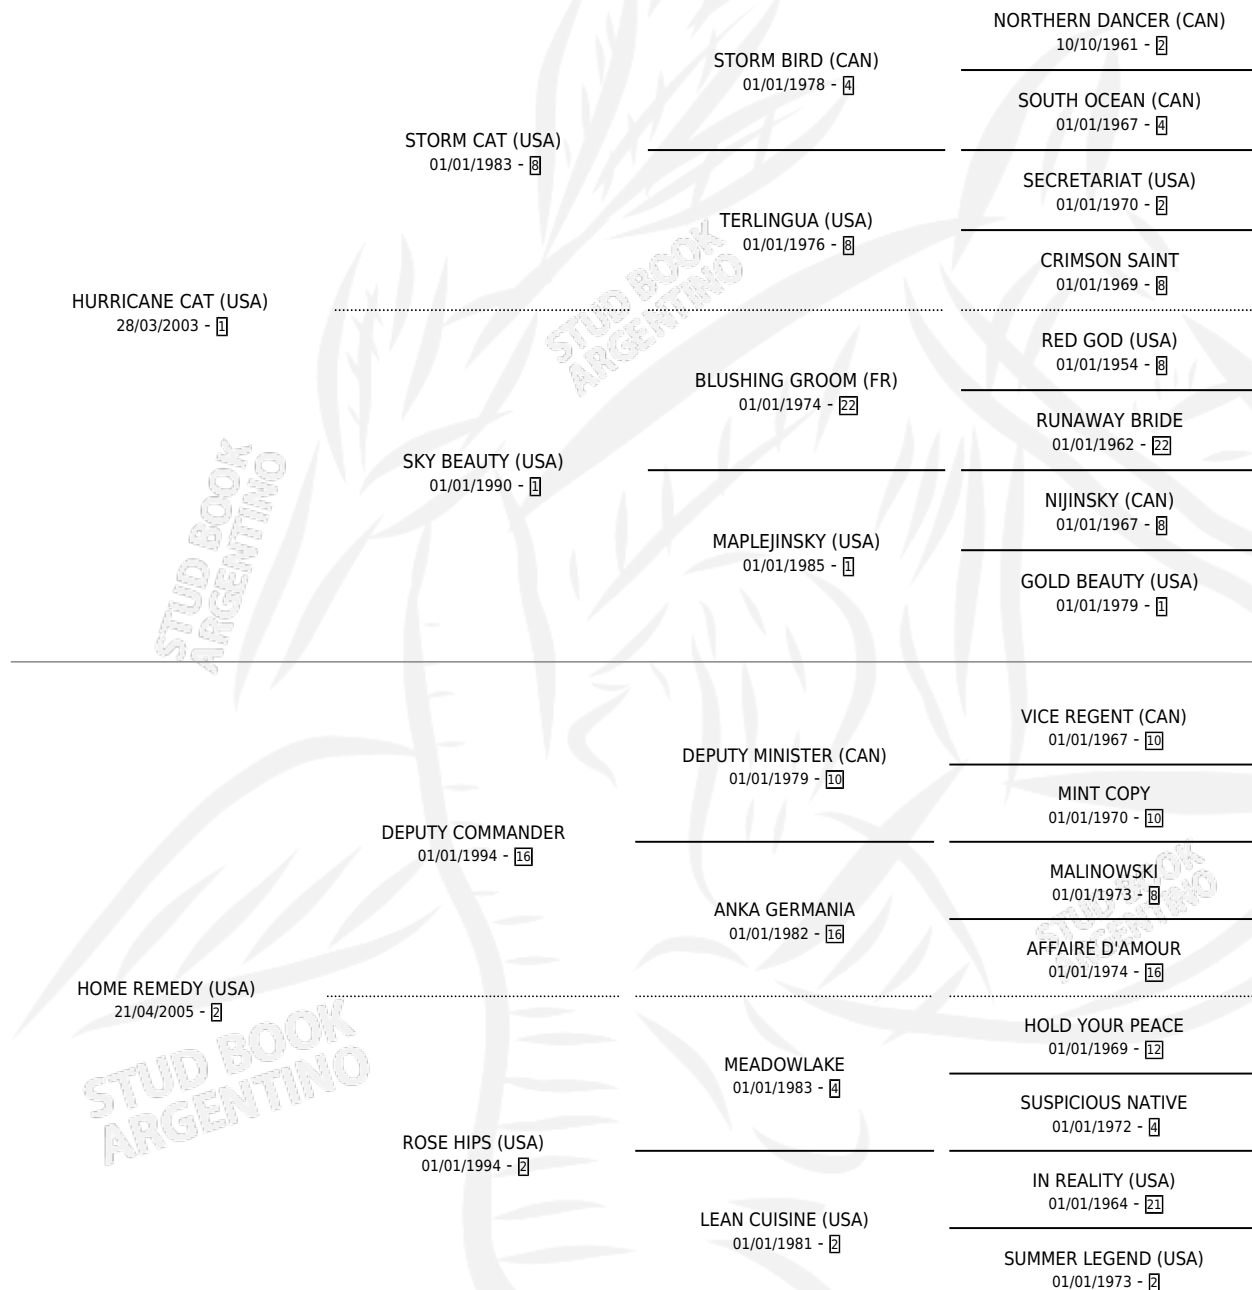 NORTHERN DANCER (CAN)
10/10/1961 - 2
STORM BIRD (CAN)
01/01/1978 - 4
SOUTH OCEAN (CAN)
01/01/1967 - 4
STORM CAT (USA)
01/01/1983 - 8
SECRETARIAT (USA)
01/01/1970 - 2
TERLINGUA (USA)
01/01/1976 - 8
CRIMSON SAINT
01/01/1969 - 8
HURRICANE CAT (USA)
28/03/2003 - 1
RED GOD (USA)
01/01/1954 - 8
BLUSHING GROOM (FR)
01/01/1974 - 22
RUNAWAY BRIDE
01/01/1962 - 22
SKY BEAUTY (USA)
01/01/1990 - 1
NIJINSKY (CAN)
01/01/1967 - 8
MAPLEJINSKY (USA)
01/01/1985 - 1
GOLD BEAUTY (USA)
01/01/1979 - 1
STUD BOOK
ARGENTINO
STUD BOOK
ARGENTINO
VICE REGENT (CAN)
01/01/1967 - 10
DEPUTY MINISTER (CAN)
01/01/1979 - 10
MINT COPY
01/01/1970 - 10
DEPUTY COMMANDER
01/01/1994 - 16
MALINOWSKI
01/01/1973 - 8
ANKA GERMANIA
01/01/1982 - 16
AFFAIRE D'AMOUR
01/01/1974 - 16
HOME REMEDY (USA)
21/04/2005 - 2
HOLD YOUR PEACE
01/01/1969 - 12
MEADOWLAKE
01/01/1983 - 4
SUSPICIOUS NATIVE
01/01/1972 - 4
ROSE HIPS (USA)
01/01/1994 - 2
IN REALITY (USA)
01/01/1964 - 21
LEAN CUISINE (USA)
01/01/1981 - 2
SUMMER LEGEND (USA)
01/01/1973 - 2
STUD BOOK
ARGENTINO
STUD BOOK
ARGENTINO